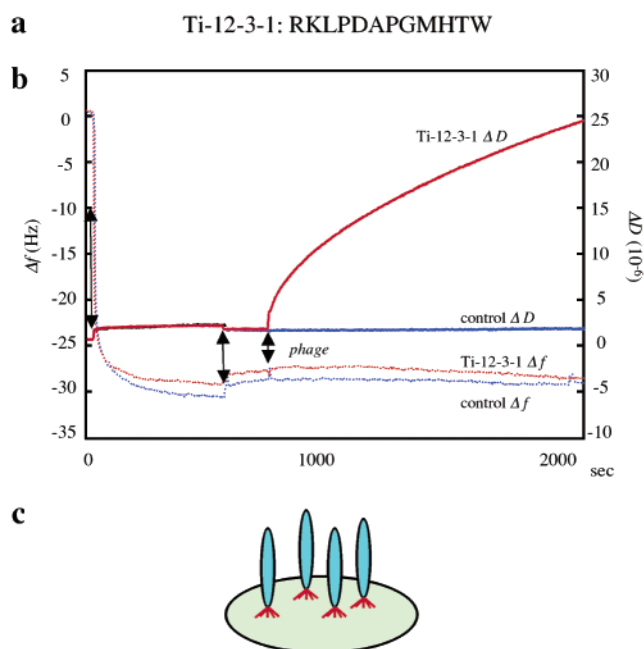 a
Ti-12-3-1: RKLPDAPGMHTW
b
5
0
-5
-10
-15
-20
-25
-30
-35
Δf (Hz)
30
25
20
15
10
5
0
-5
-10
ΔD (10⁻⁶)
Ti-12-3-1 ΔD
control ΔD
phage
Ti-12-3-1 Δf
control Δf
0 1000 2000
sec
c